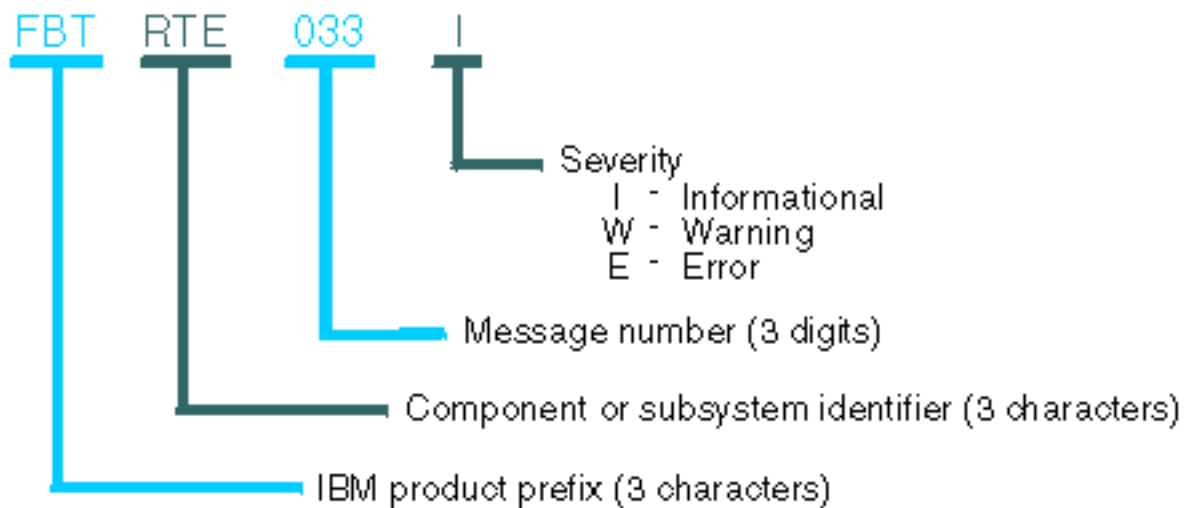 FBT RTE 033 I
Severity
I - Informational
W - Warning
E - Error
Message number (3 digits)
Component or subsystem identifier (3 characters)
IBM product prefix (3 characters)